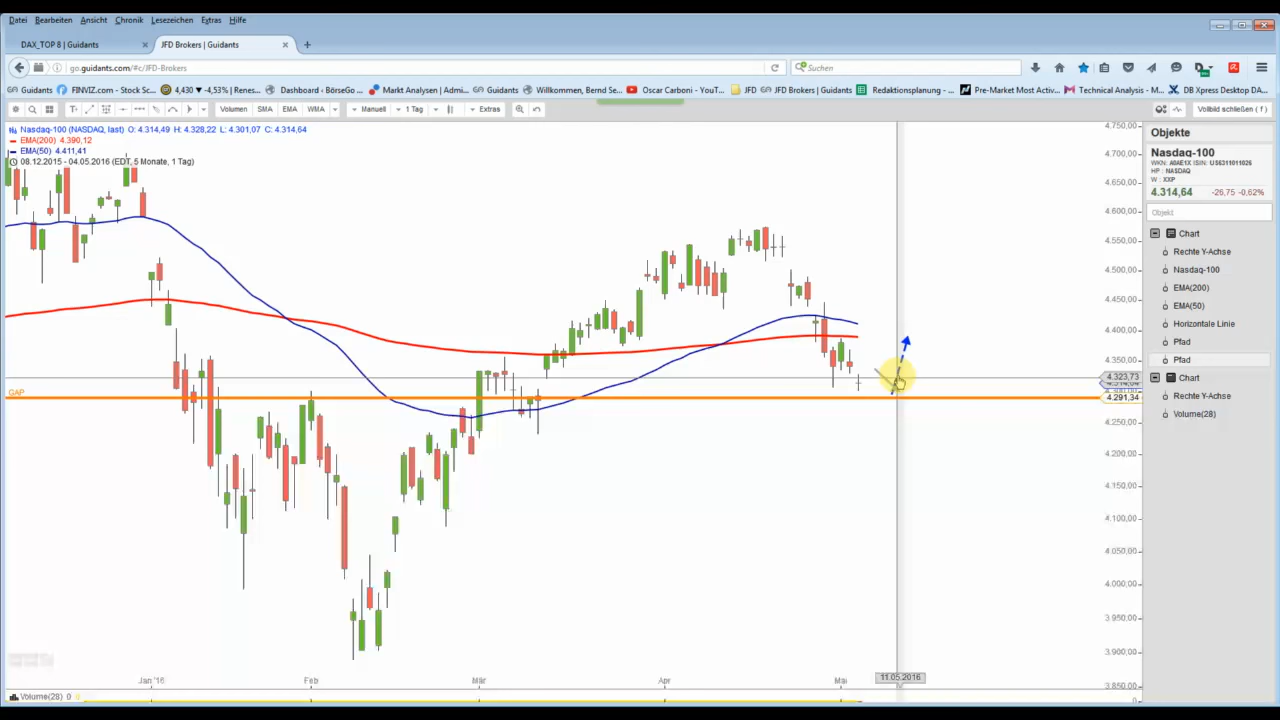 Datei Bearbeiten Ansicht Chronik Lesezeichen Extras Hilfe
DAX_TOP 8 | Guidants × JFD Brokers | Guidants × +
go.guidants.com/#c/JFD-Brokers Suchen
Guidants FINVIZ.com - Stock Sc... 4,430 ▼ -4,53% | Renes... Dashboard ‹ BörseGo ... Markt Analysen | Admi... Guidants Willkommen, Bernd Se... Oscar Carboni - YouT... JFD JFD Brokers | Guidants Redaktionsplanung - ... Pre-Market Most Activ... Technical Analysis - M... DB Xpress Desktop DA...
Volumen SMA EMA WMA Manuell 1 Tag Extras Vollbild schließen ( f )
Nasdaq-100 (NASDAQ, last) O: 4.314,49 H: 4.328,22 L: 4.301,07 C: 4.314,64
EMA(200) 4.390,12
EMA(50) 4.411,41
08.12.2015 - 04.05.2016 (EDT, 5 Monate, 1 Tag)
4.750,00
4.700,00
4.650,00
4.600,00
4.550,00
4.500,00
4.450,00
4.400,00
4.350,00
4.323,73
GAP
4.291,34
4.250,00
4.200,00
4.150,00
4.100,00
4.050,00
4.000,00
3.950,00
3.900,00
3.850,00
Jan '16 Feb Mär Apr Mai
11.05.2016
Volume(28) 0 0
Objekte
Nasdaq-100
WKN: A0AE1X ISIN: US6311011026
HP: NASDAQ
W: XXP
4.314,64 -26,75 -0,62%
Objekt
Chart
Rechte Y-Achse
Nasdaq-100
EMA(200)
EMA(50)
Horizontale Linie
Pfad
Pfad
Chart
Rechte Y-Achse
Volume(28)